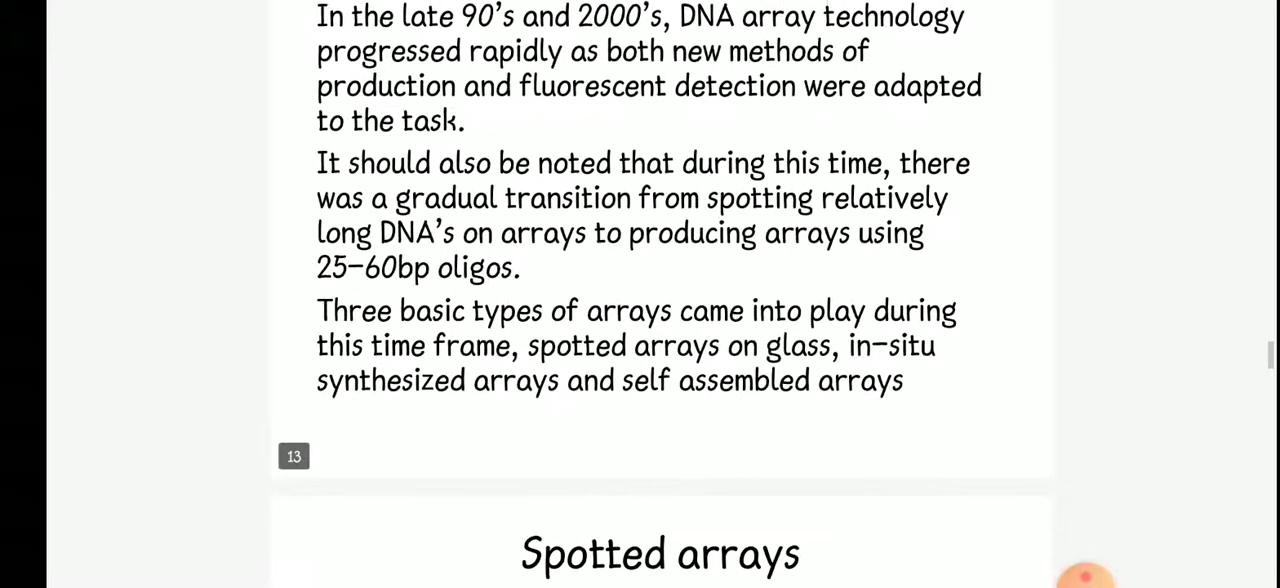 In the late 90's and 2000's, DNA array technology
progressed rapidly as both new methods of
production and fluorescent detection were adapted
to the task.
It should also be noted that during this time, there
was a gradual transition from spotting relatively
long DNA's on arrays to producing arrays using
25-60bp oligos.
Three basic types of arrays came into play during
this time frame, spotted arrays on glass, in-situ
synthesized arrays and self assembled arrays
13
Spotted arrays